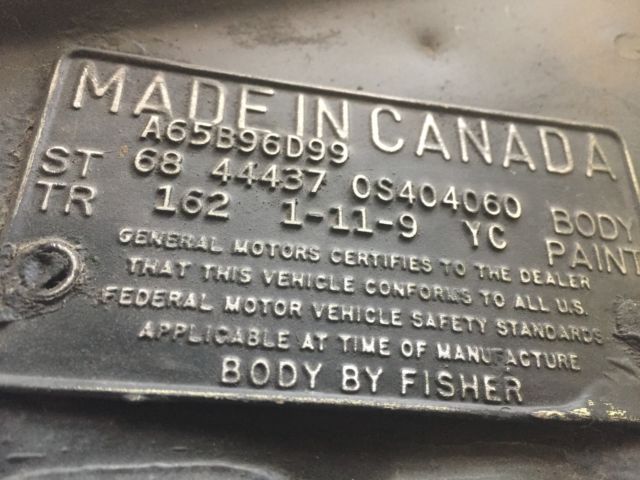 MADE IN CANADA
A65B96D99
ST 68 44437 OS404060 BODY
TR 162 1-11-9 YC PAINT
GENERAL MOTORS CERTIFIES TO THE DEALER
THAT THIS VEHICLE CONFORMS TO ALL U.S.
FEDERAL MOTOR VEHICLE SAFETY STANDARDS
APPLICABLE AT TIME OF MANUFACTURE
BODY BY FISHER